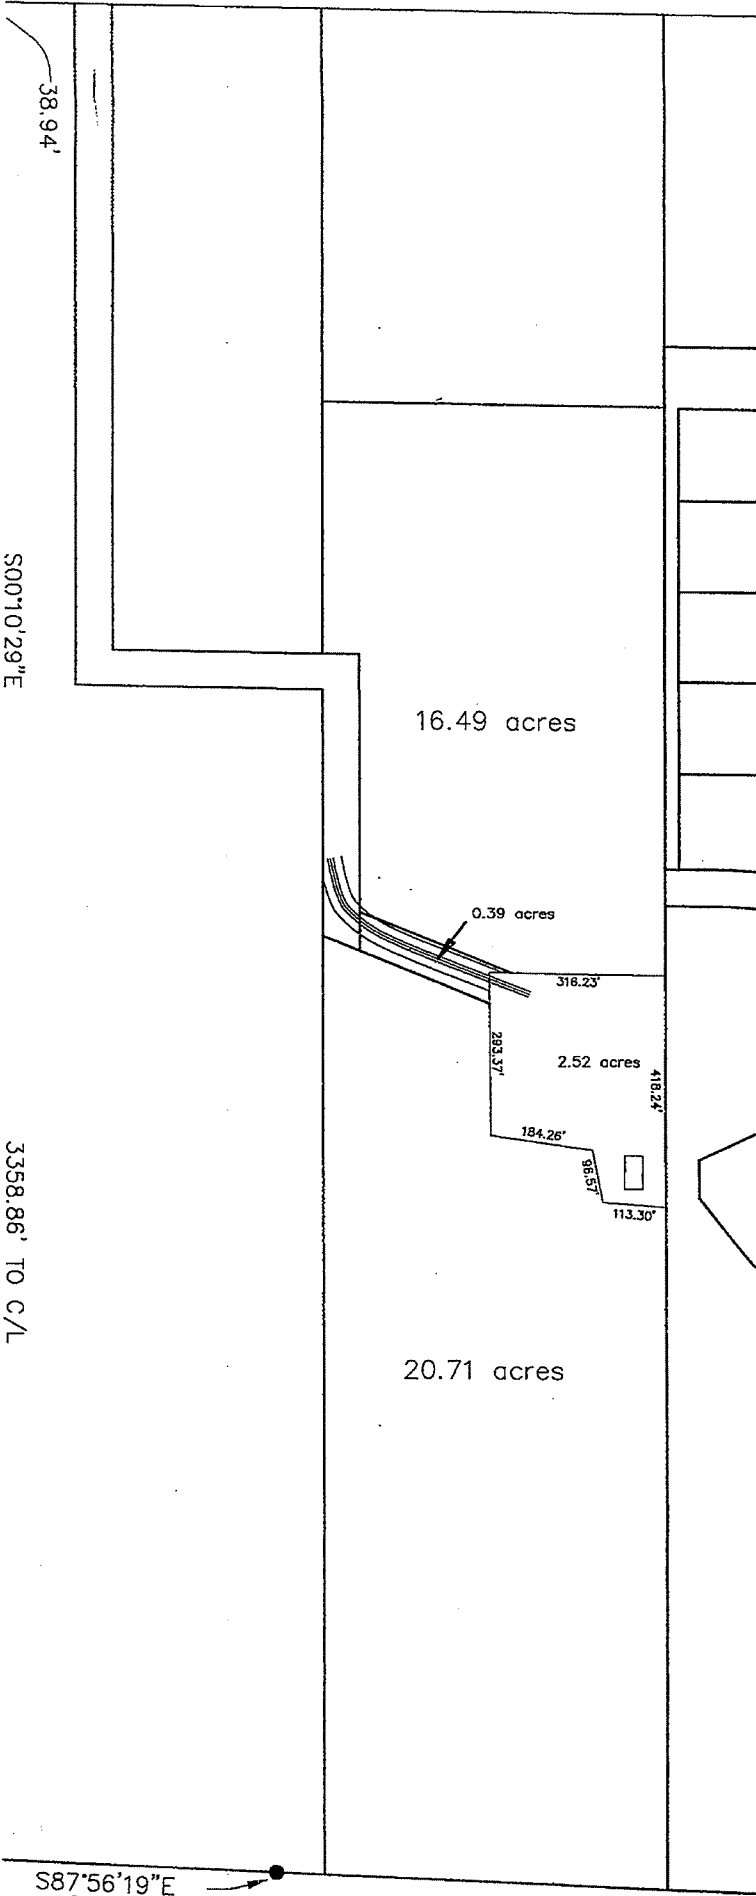 38.94'
S00°10'29"E
16.49 acres
0.39 acres
316.23'
293.37'
2.52 acres
418.24'
184.26'
96.57'
113.30'
3358.86' TO C/L
20.71 acres
S87°56'19"E